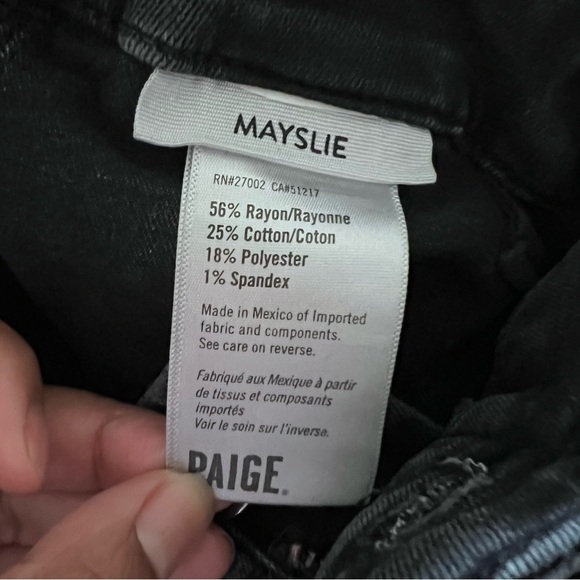 MAYSLIE
RN#27002 CA#51217
56% Rayon/Rayonne
25% Cotton/Coton
18% Polyester
1% Spandex
Made in Mexico of Imported
fabric and components.
See care on reverse.
Fabriqué aux Mexique à partir
de tissus et composants
importés
Voir le soin sur l'inverse.
PAIGE.